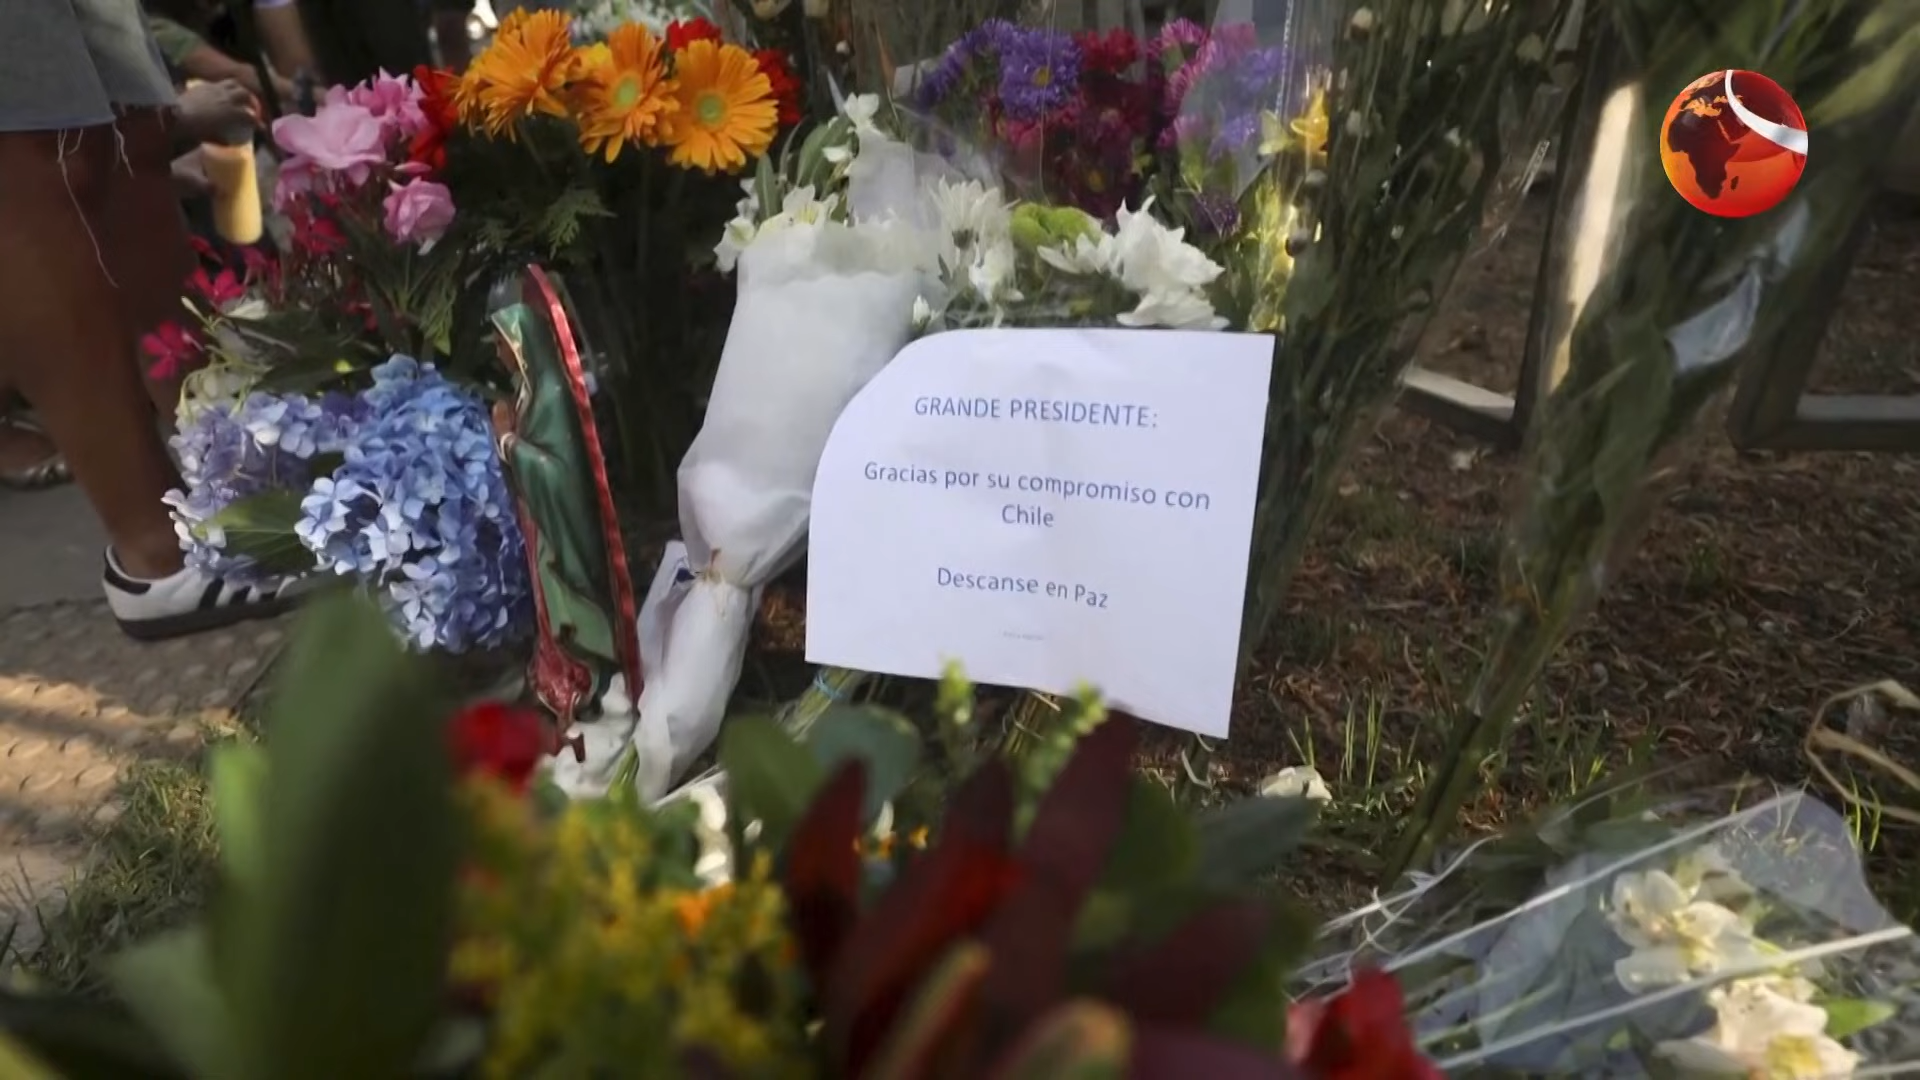 GRANDE PRESIDENTE:
Gracias por su compromiso con
Chile
Descanse en Paz